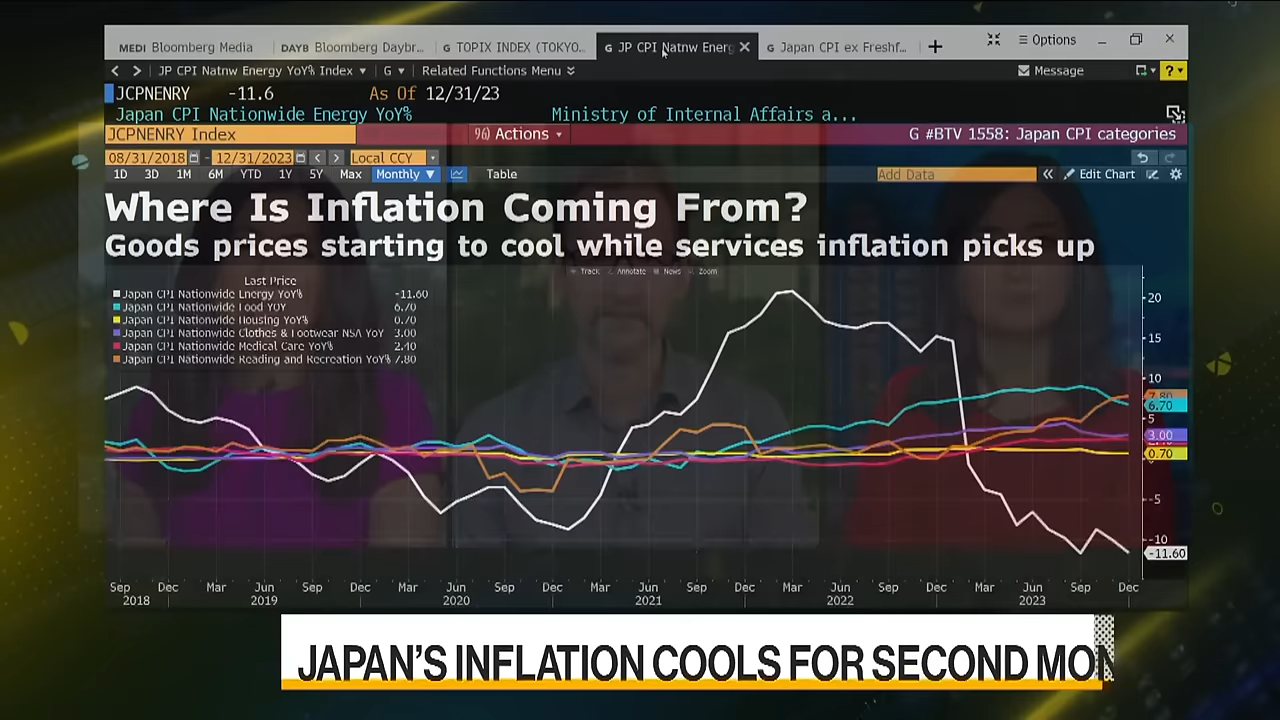 MEDI Bloomberg Media DAYB Bloomberg Daybr... G TOPIX INDEX (TOKYO... G JP CPI Natnw Energ G Japan CPI ex Freshf... Options
JP CPI Natnw Energy YoY% Index G Related Functions Menu Message ?
JCPNENRY -11.6 As Of 12/31/23
Japan CPI Nationwide Energy YoY% Ministry of Internal Affairs a...
JCPNENRY Index 96) Actions G #BTV 1558: Japan CPI categories
08/31/2018 - 12/31/2023 Local CCY
1D 3D 1M 6M YTD 1Y 5Y Max Monthly Table Add Data Edit Chart
Where Is Inflation Coming From?
Goods prices starting to cool while services inflation picks up
Track Annotate News Zoom
Last Price
Japan CPI Nationwide Energy YoY% -11.60
Japan CPI Nationwide Food YOY 6.70
Japan CPI Nationwide Housing YoY% 0.70
Japan CPI Nationwide Clothes & Footwear NSA YoY 3.00
Japan CPI Nationwide Medical Care YoY% 2.40
Japan CPI Nationwide Reading and Recreation YoY% 7.80
20
15
10
7.80
6.70
5
3.00
0.70
-5
-10
-11.60
Sep Dec Mar Jun Sep Dec Mar Jun Sep Dec Mar Jun Sep Dec Mar Jun Sep Dec Mar Jun Sep Dec
2018 2019 2020 2021 2022 2023
JAPAN'S INFLATION COOLS FOR SECOND MON